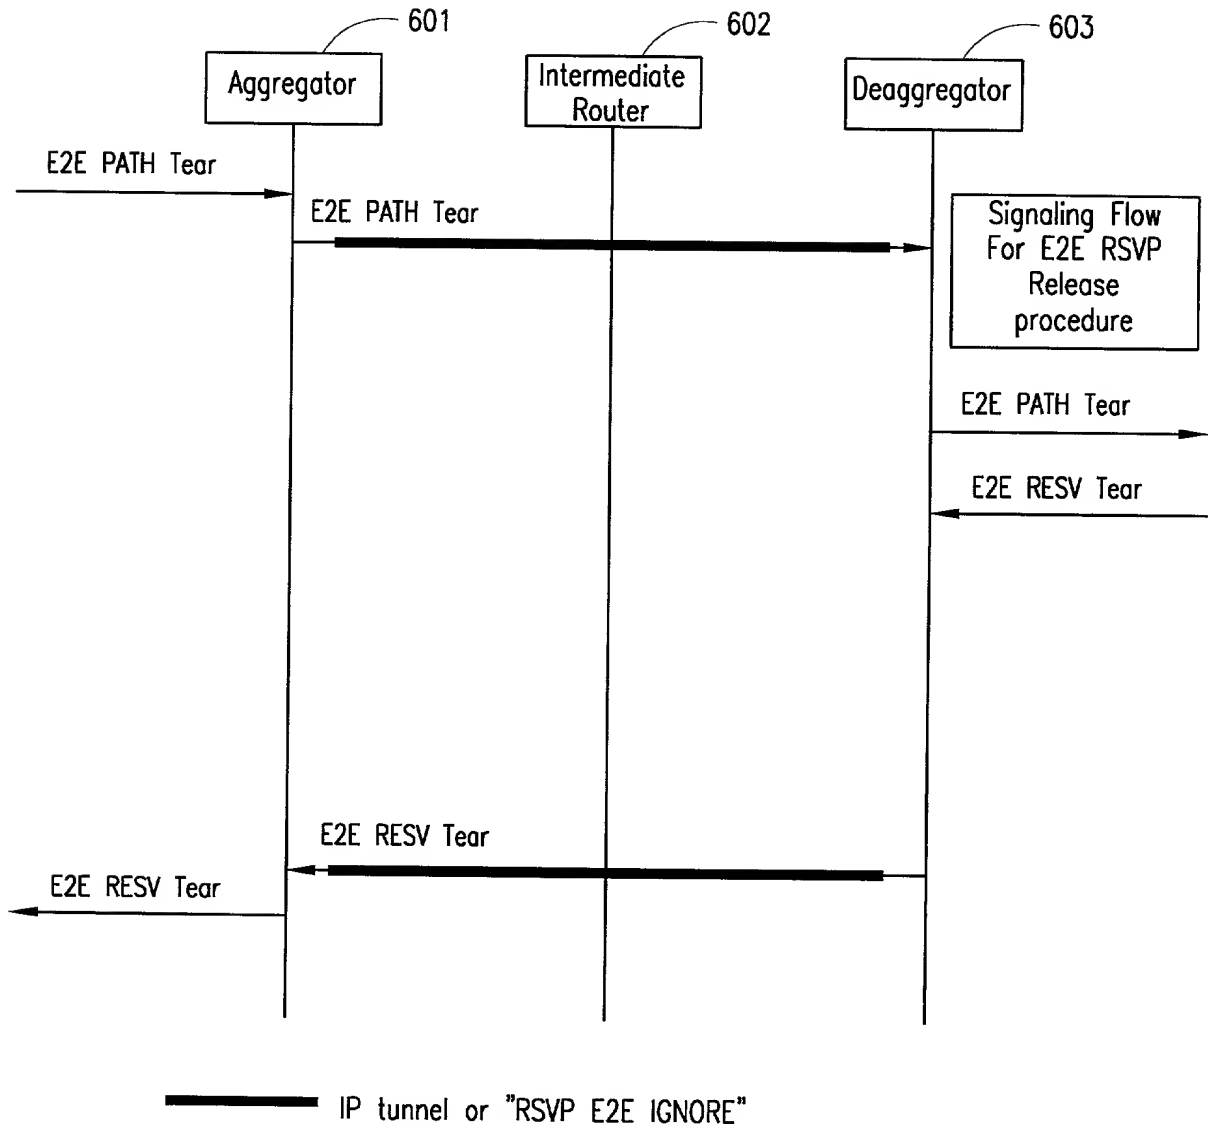 601
602
603
Aggregator
Intermediate
Router
Deaggregator
E2E PATH Tear
E2E PATH Tear
Signaling Flow
For E2E RSVP
Release
procedure
E2E PATH Tear
E2E RESV Tear
E2E RESV Tear
E2E RESV Tear
IP tunnel or "RSVP E2E IGNORE"